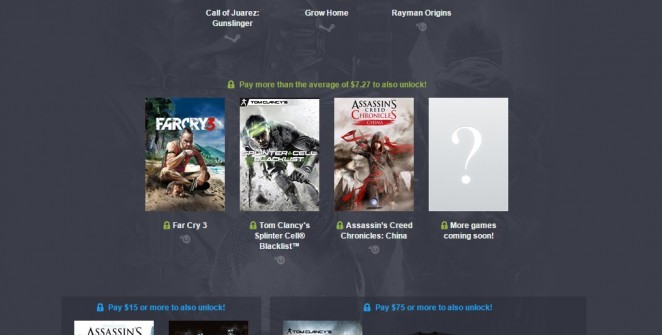 Call of Juarez:
Gunslinger
Grow Home
Rayman Origins
Pay more than the average of $7.27 to also unlock!
FARCRY3
TOM CLANCY'S
SPLINTER CELL
BLACKLIST
ASSASSIN'S
CREED
CHRONICLES
CHINA
?
Far Cry 3
Tom Clancy's
Splinter Cell®
Blacklist™
Assassin's Creed
Chronicles: China
More games
coming soon!
Pay $15 or more to also unlock!
Pay $75 or more to also unlock!
ASSASSIN'S
TOM CLANCY'S